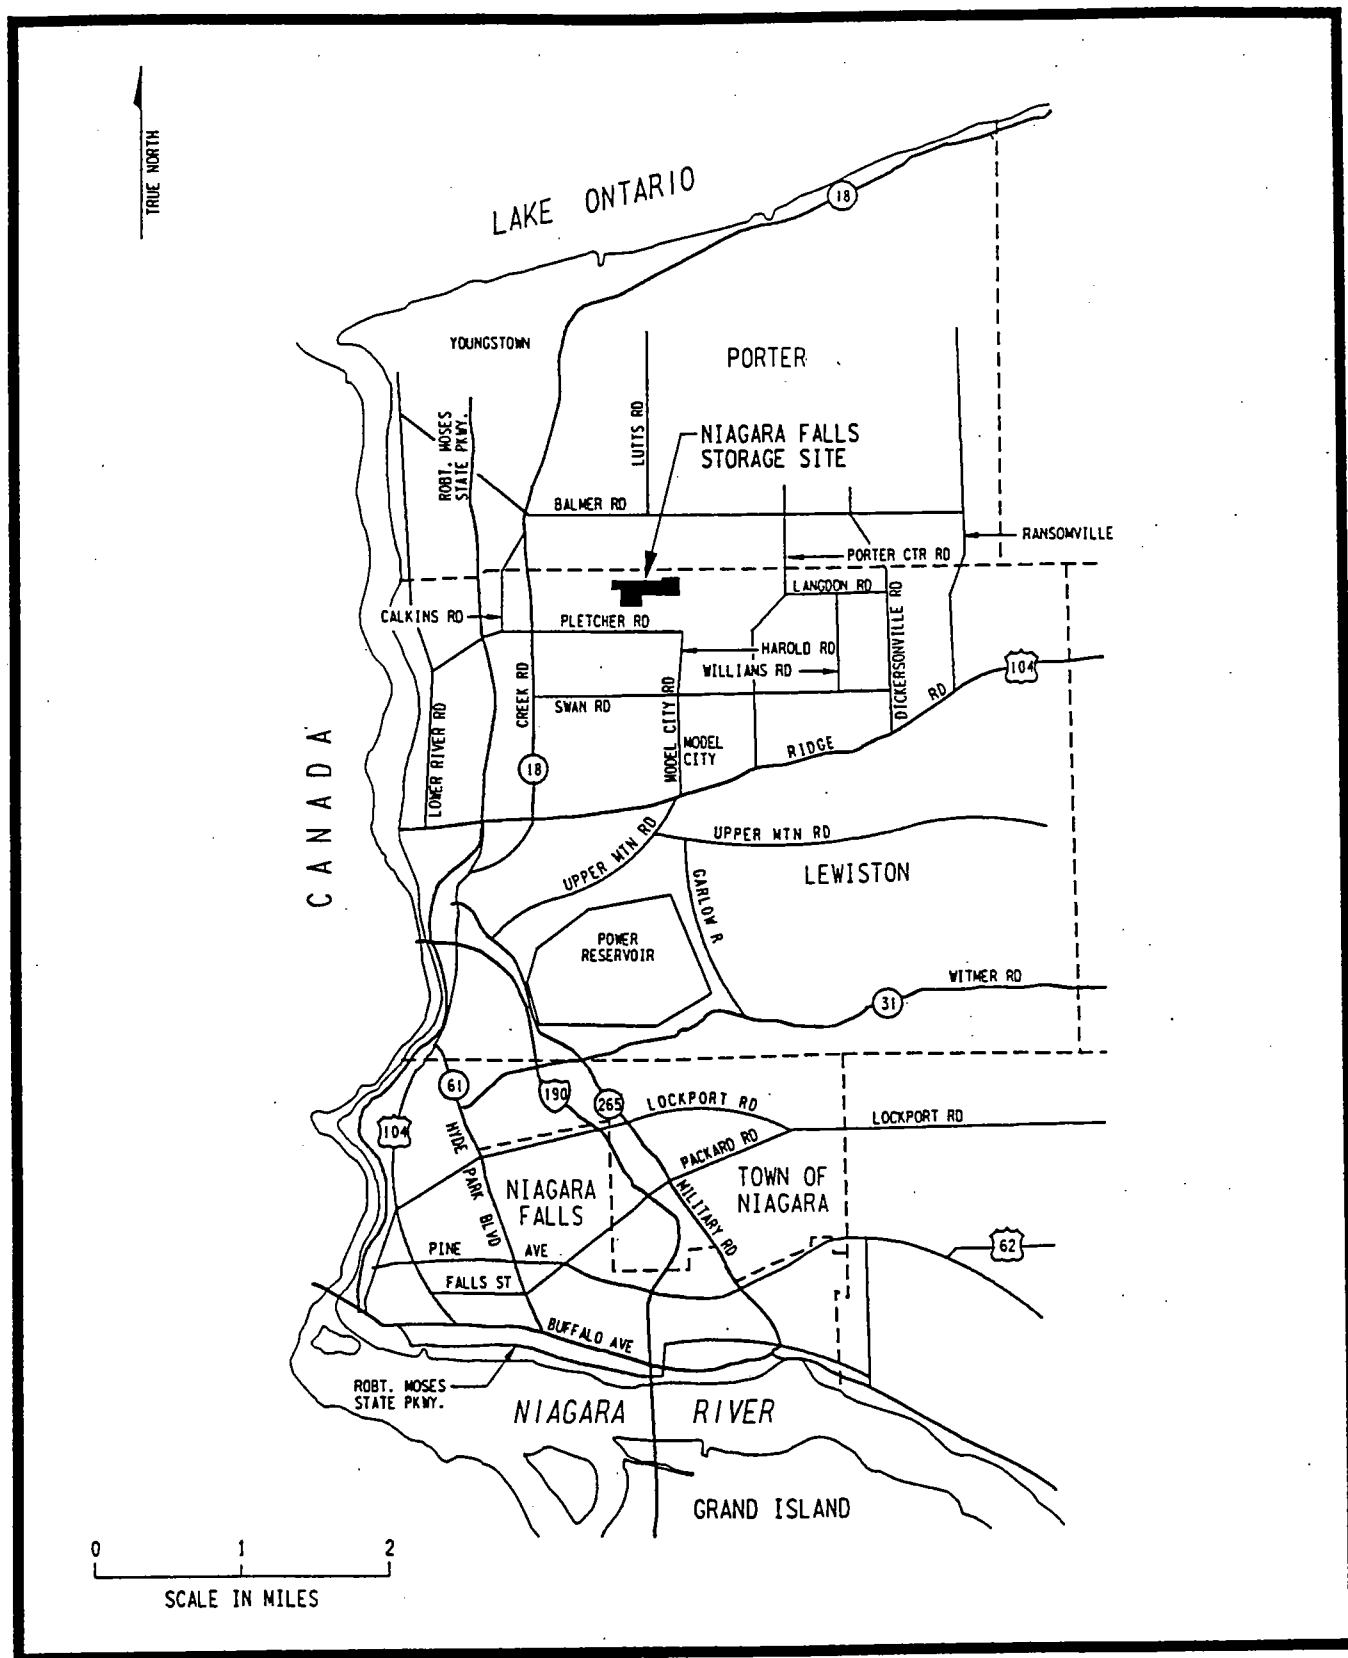 TRUE NORTH
LAKE ONTARIO
18
YOUNGSTOWN
PORTER
ROBT. MOSES
STATE PKWY.
LUTTS RD
NIAGARA FALLS
STORAGE SITE
BALMER RD
RANSOMVILLE
PORTER CTR RD
LANGDON RD
CALKINS RD
PLETCHER RD
HAROLD RD
WILLIANS RD
DICKERSONVILLE RD
104
CREEK RD
SWAN RD
MODEL CITY RD
LOWER RIVER RD
MODEL
CITY
RIDGE RD
18
CANADA
UPPER MTN RD
UPPER MTN RD
LEWISTON
GARLOW R
POWER
RESERVOIR
WITMER RD
31
61
190
265
LOCKPORT RD
LOCKPORT RD
104
HYDE PARK BLVD
PACKARD RD
NIAGARA
FALLS
TOWN OF
NIAGARA
MILITARY RD
62
PINE AVE
FALLS ST
BUFFALO AVE
ROBT. MOSES
STATE PKWY.
NIAGARA RIVER
GRAND ISLAND
0 1 2
SCALE IN MILES